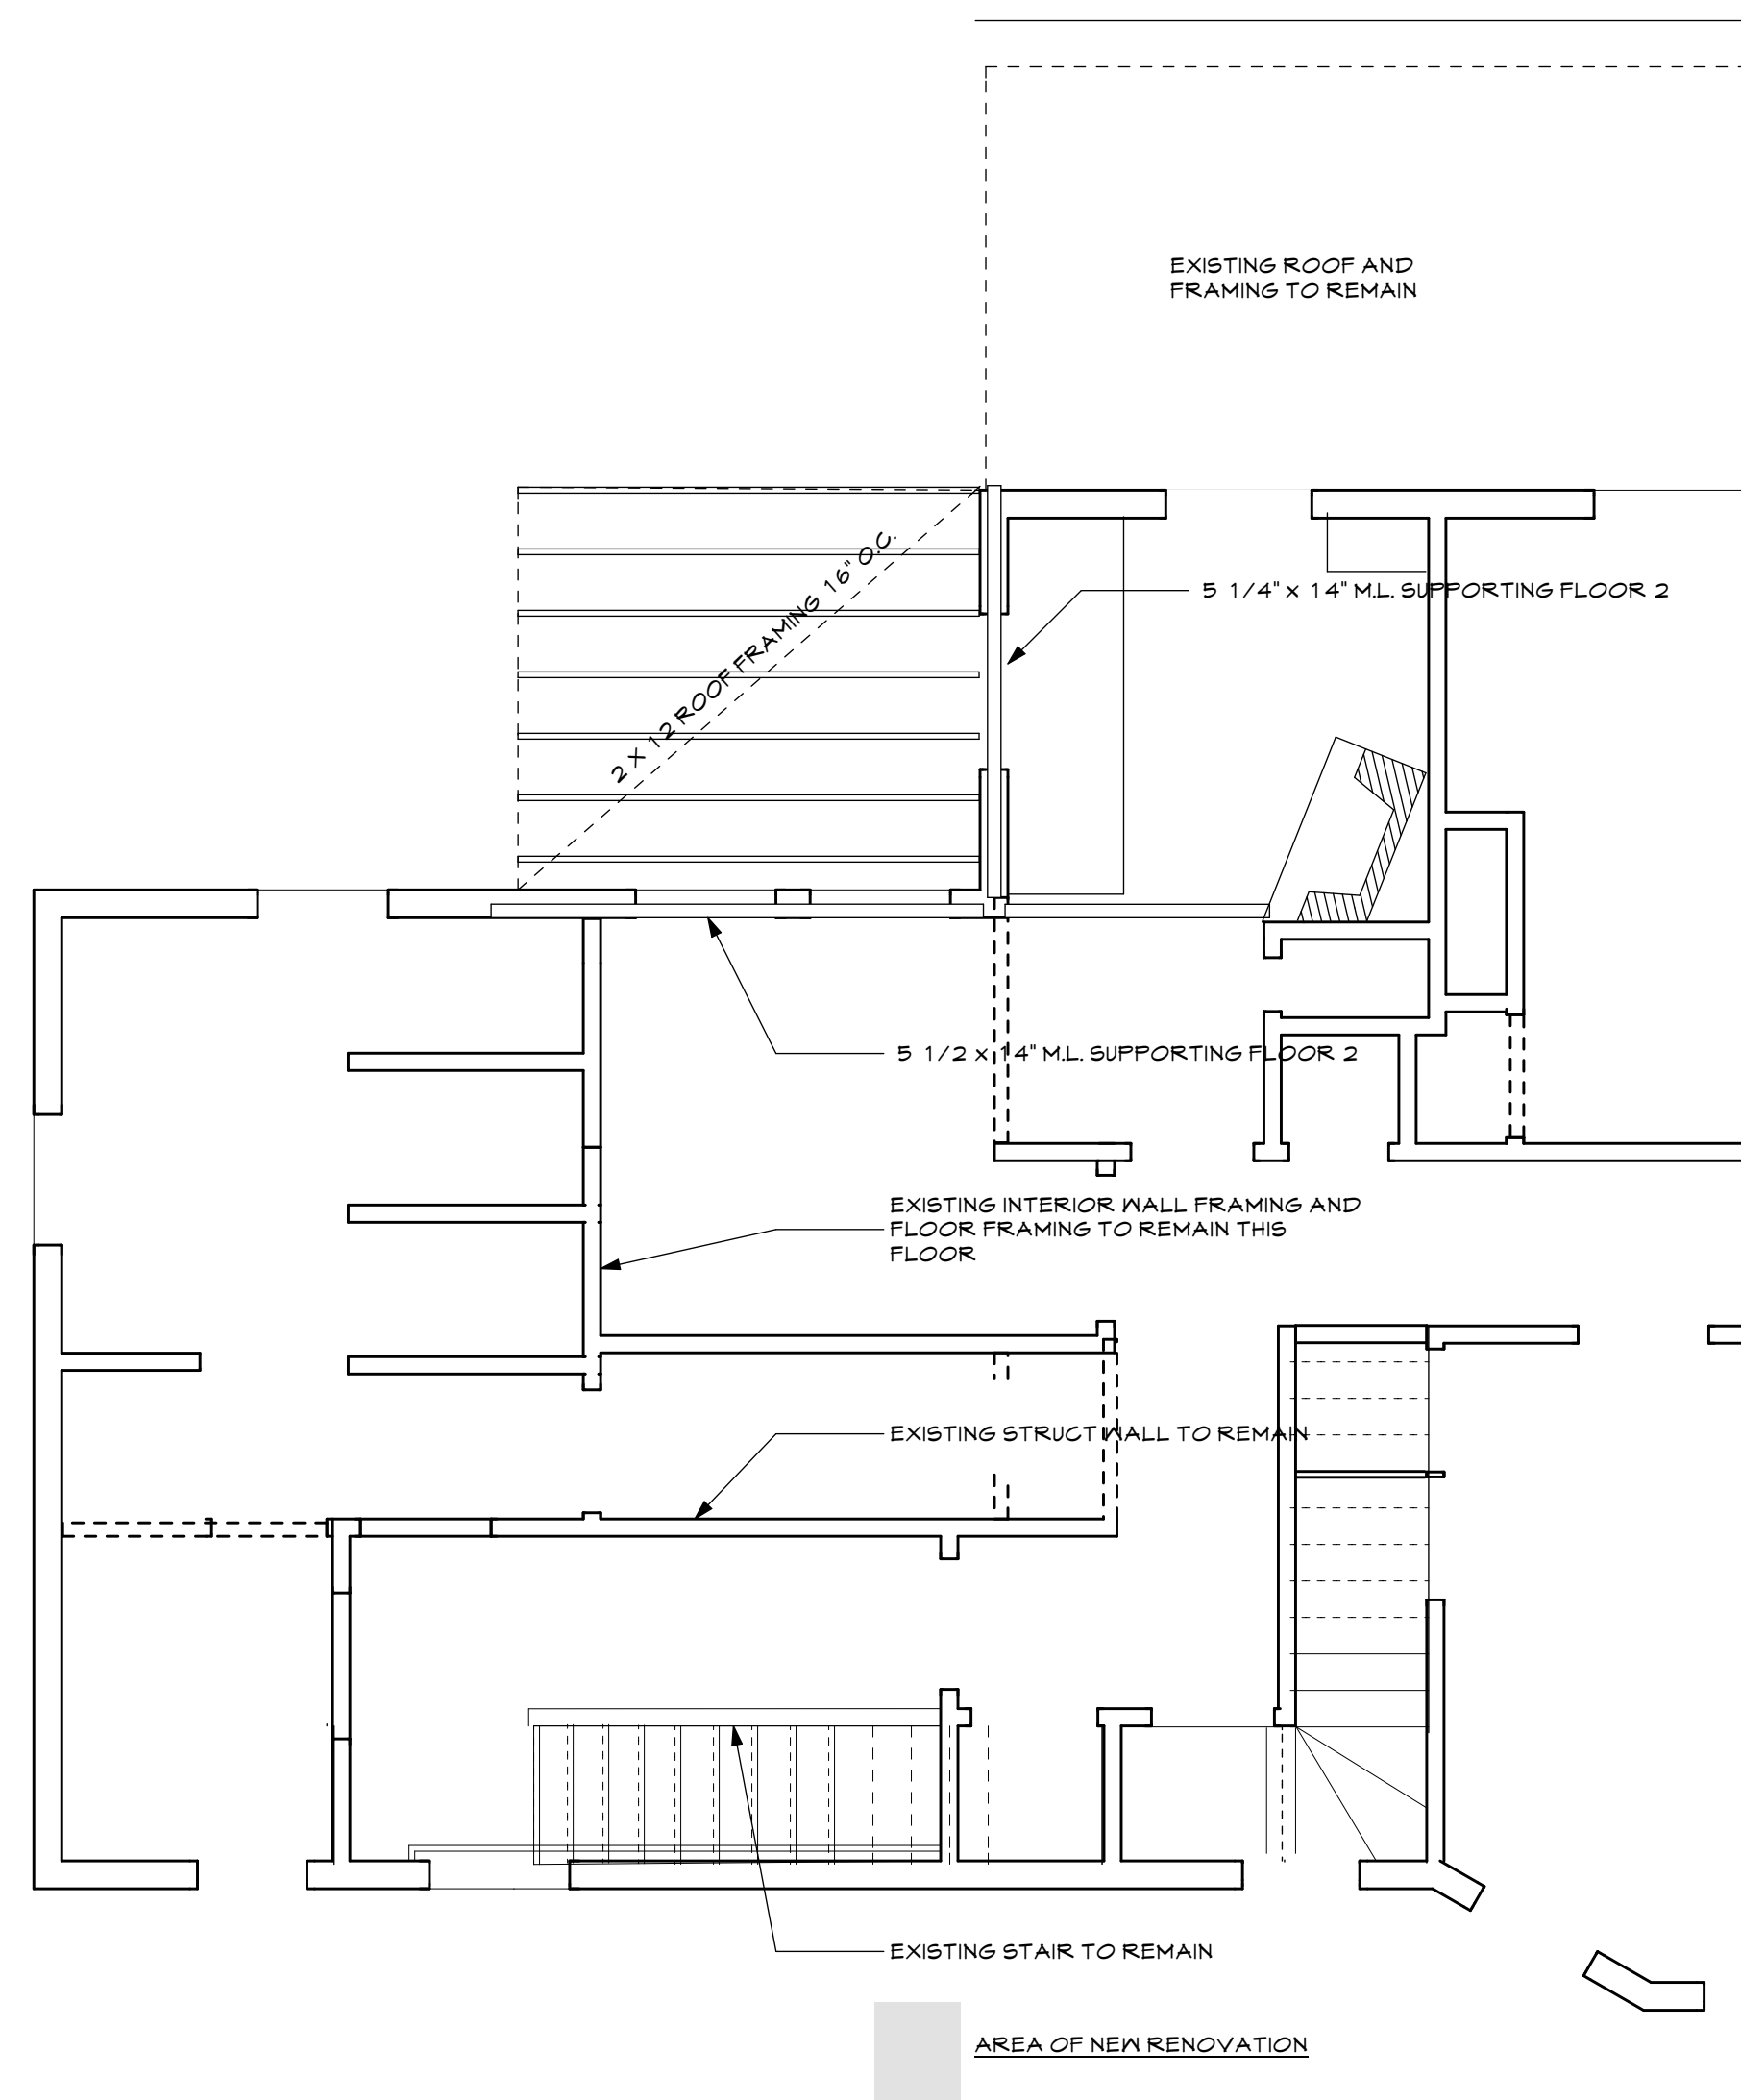 EXISTING ROOF AND
FRAMING TO REMAIN
2 X 12 ROOF FRAMING 16" O.C.
5 1/4" x 14" M.L. SUPPORTING FLOOR 2
5 1/2 x 14" M.L. SUPPORTING FLOOR 2
EXISTING INTERIOR WALL FRAMING AND
FLOOR FRAMING TO REMAIN THIS
FLOOR
EXISTING STRUCT WALL TO REMAIN
EXISTING STAIR TO REMAIN
AREA OF NEW RENOVATION